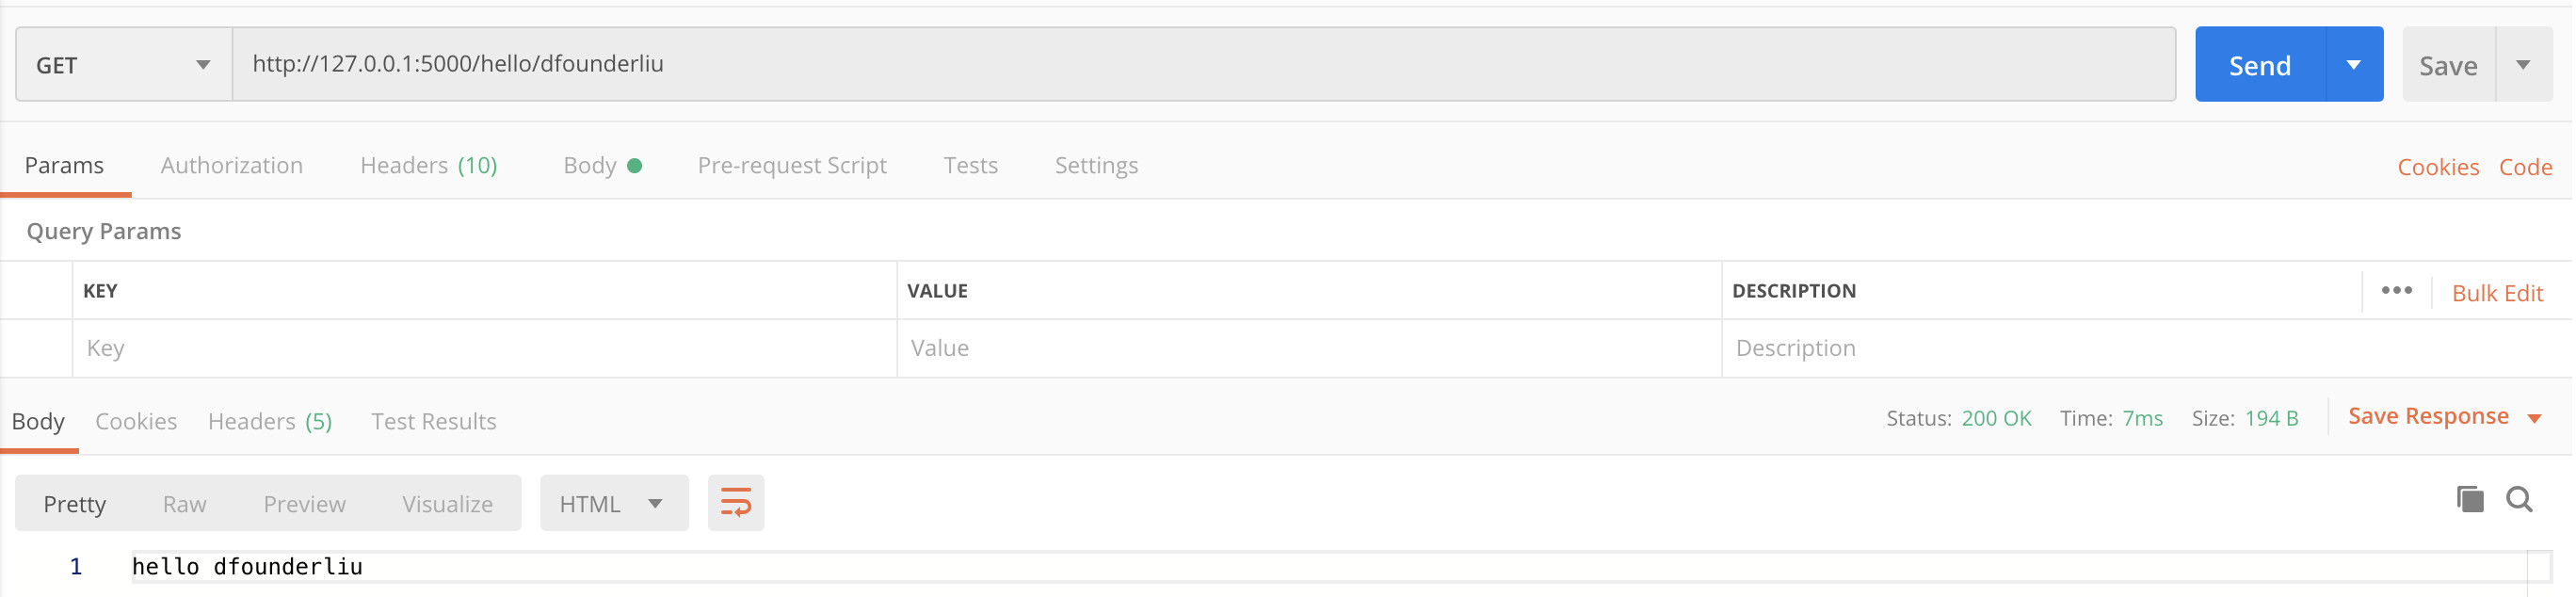 GET http://127.0.0.1:5000/hello/dfounderliu Send Save
Params Authorization Headers (10) Body Pre-request Script Tests Settings Cookies Code
Query Params
KEY VALUE DESCRIPTION ••• Bulk Edit
Key Value Description
Body Cookies Headers (5) Test Results Status: 200 OK Time: 7ms Size: 194 B Save Response
Pretty Raw Preview Visualize HTML
1 hello dfounderliu